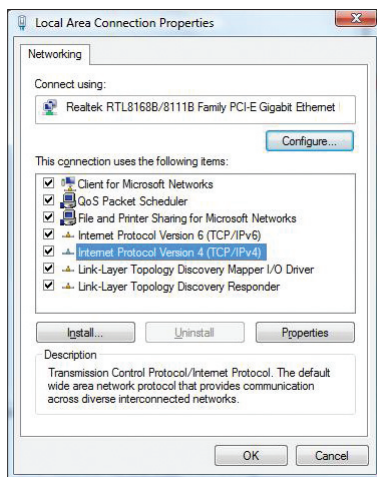 Local Area Connection Properties
Networking
Connect using:
Realtek RTL8168B/8111B Family PCI-E Gigabit Ethernet
Configure...
This connection uses the following items:
Client for Microsoft Networks
QoS Packet Scheduler
File and Printer Sharing for Microsoft Networks
Internet Protocol Version 6 (TCP/IPv6)
Internet Protocol Version 4 (TCP/IPv4)
Link-Layer Topology Discovery Mapper I/O Driver
Link-Layer Topology Discovery Responder
Install... Uninstall Properties
Description
Transmission Control Protocol/Internet Protocol. The default
wide area network protocol that provides communication
across diverse interconnected networks.
OK Cancel